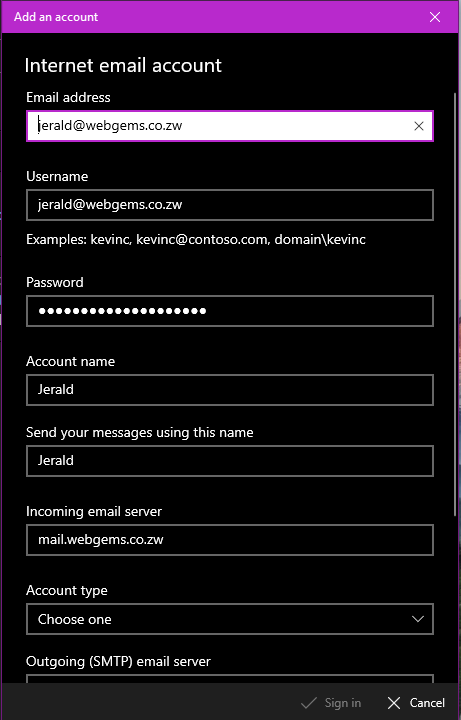 Add an account
Internet email account
Email address
jerald@webgems.co.zw
Username
jerald@webgems.co.zw
Examples: kevinc, kevinc@contoso.com, domain\kevinc
Password
Account name
Jerald
Send your messages using this name
Jerald
Incoming email server
mail.webgems.co.zw
Account type
Choose one
Outgoing (SMTP) email server
Sign in
Cancel